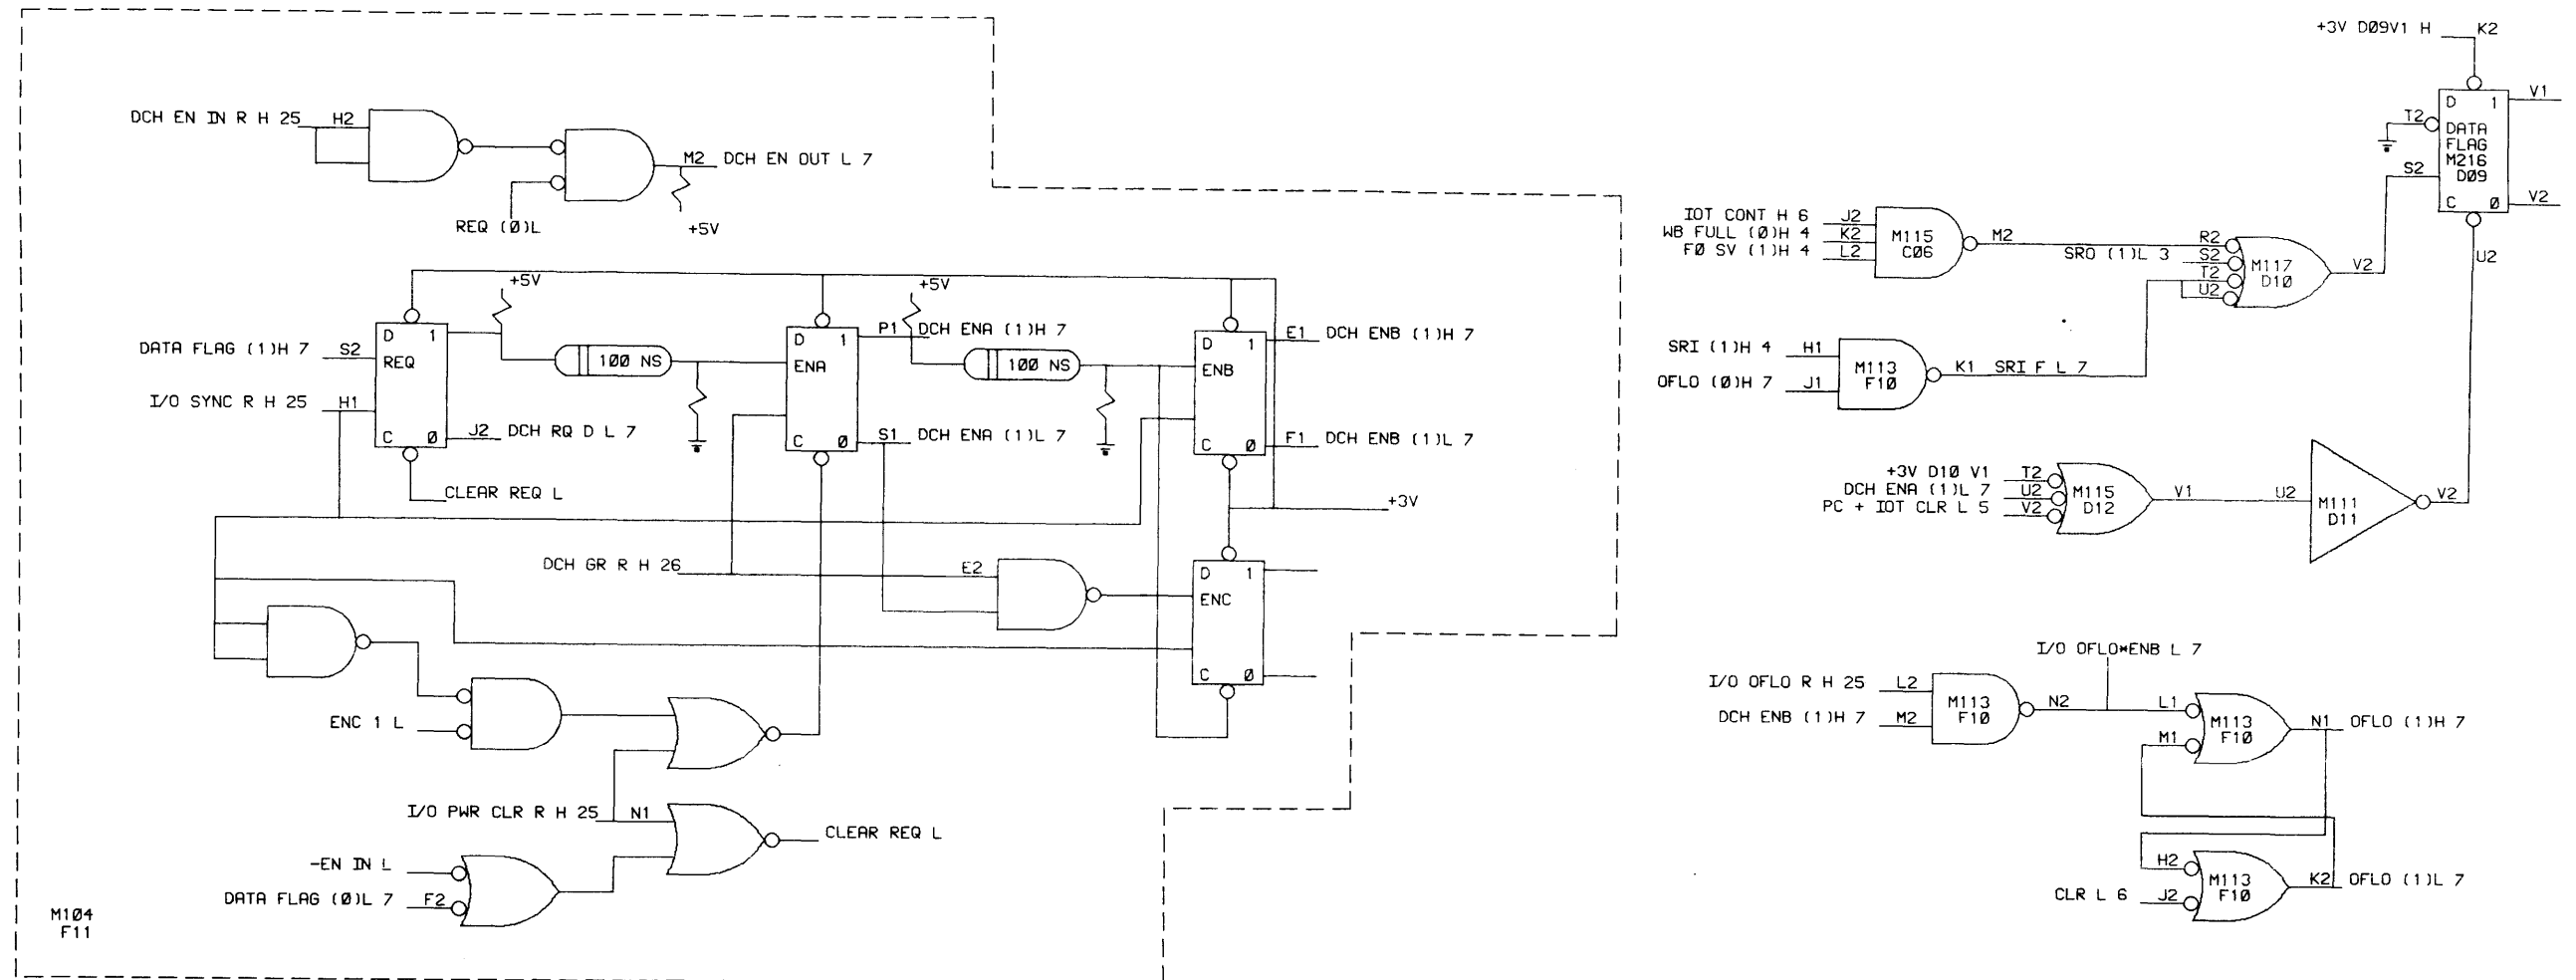 +3V D09V1 H K2
D 1 V1
T2 DATA
FLAG
M216
D09
S2
C Ø V2
U2
DCH EN IN R H 25 H2
M2 DCH EN OUT L 7
REQ (Ø)L
+5V
IOT CONT H 6 J2
WB FULL (Ø)H 4 K2
FØ SV (1)H 4 L2
M115
C06
M2
R2
SRO (1)L 3 S2
T2
U2
M117
D1Ø
V2
SRI (1)H 4 H1
OFLO (Ø)H 7 J1
M113
F1Ø
K1 SRI F L 7
+3V D1Ø V1 T2
DCH ENA (1)L 7 U2
PC + IOT CLR L 5 V2
M115
D12
V1
U2
M111
D11
V2
+5V
+5V
DATA FLAG (1)H 7 S2
D 1
REQ
I/O SYNC R H 25 H1
C Ø
J2 DCH RQ D L 7
CLEAR REQ L
100 NS
D 1
ENA
C Ø
P1 DCH ENA (1)H 7
S1 DCH ENA (1)L 7
100 NS
D 1
ENB
C Ø
E1 DCH ENB (1)H 7
F1 DCH ENB (1)L 7
+3V
DCH GR R H 26
E2
D 1
ENC
C Ø
ENC 1 L
I/O PWR CLR R H 25 N1
CLEAR REQ L
-EN IN L
DATA FLAG (Ø)L 7 F2
M1Ø4
F11
I/O OFLO*ENB L 7
I/O OFLO R H 25 L2
DCH ENB (1)H 7 M2
M113
F1Ø
N2
L1
M1
M113
F1Ø
N1 OFLO (1)H 7
H2
CLR L 6 J2
M113
F1Ø
K2 OFLO (1)L 7